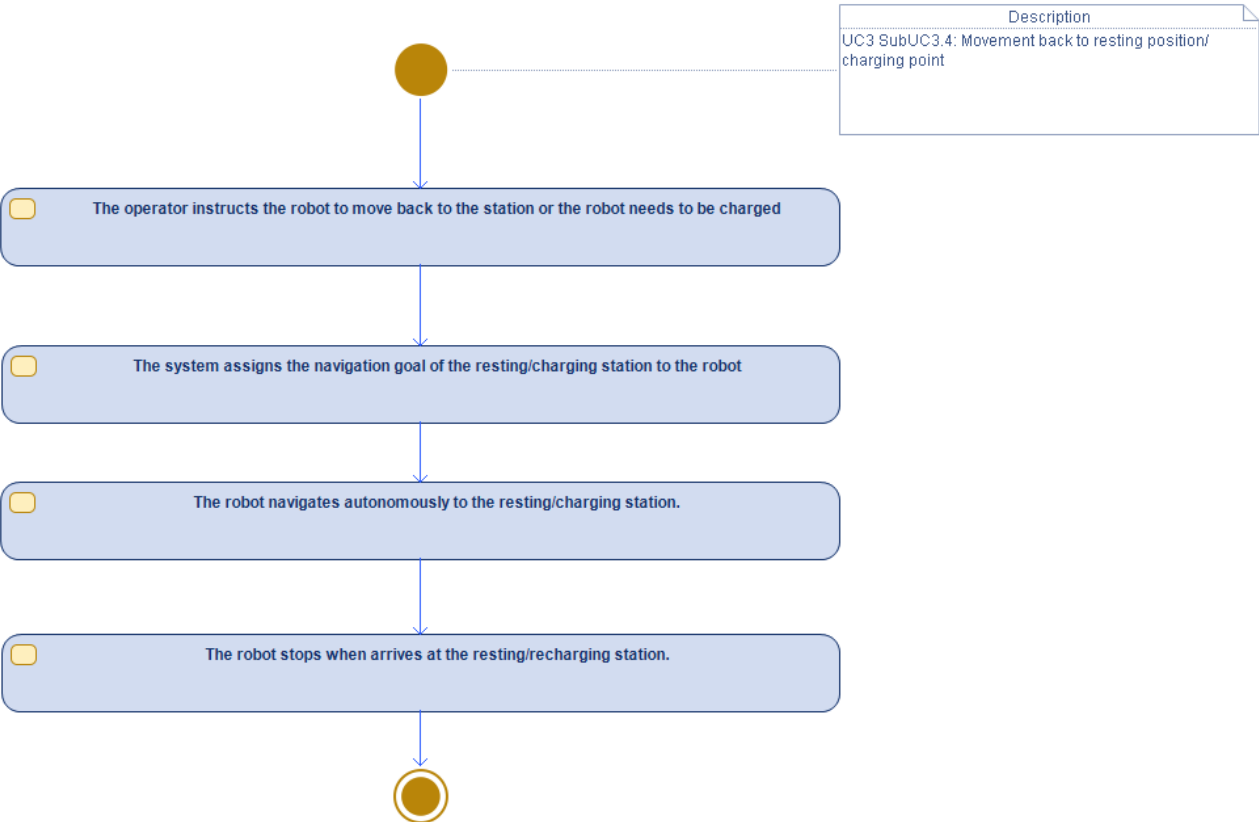 Description
UC3 SubUC3.4: Movement back to resting position/
charging point
The operator instructs the robot to move back to the station or the robot needs to be charged
The system assigns the navigation goal of the resting/charging station to the robot
The robot navigates autonomously to the resting/charging station.
The robot stops when arrives at the resting/recharging station.